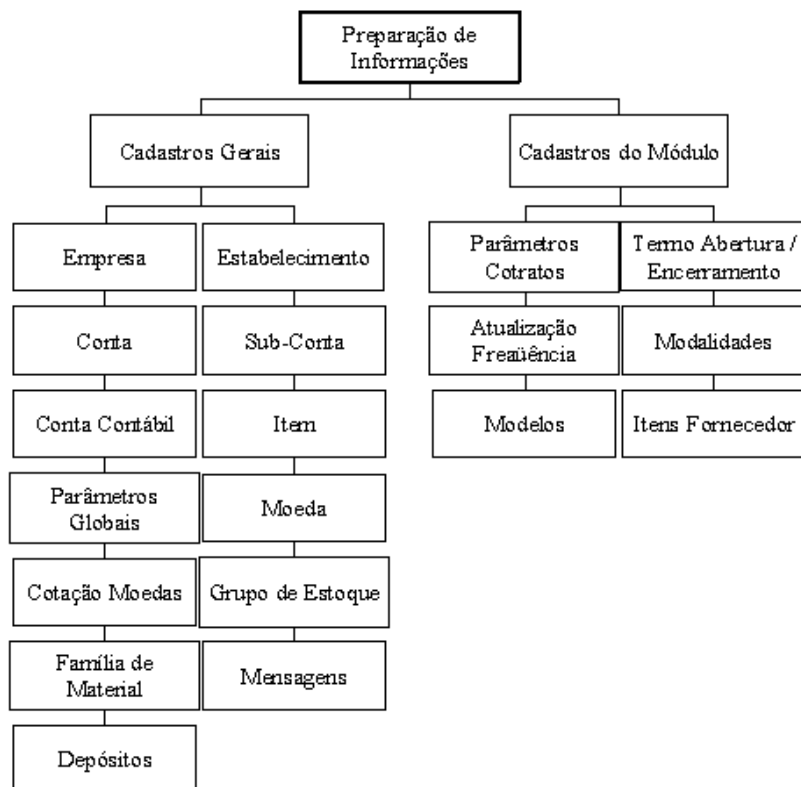 Preparação de
Informações
Cadastros Gerais
Cadastros do Módulo
Empresa
Estabelecimento
Parâmetros
Cotratos
Termo Abertura /
Encerramento
Conta
Sub-Conta
Atualização
Freaüência
Modalidades
Conta Contábil
Item
Modelos
Itens Fornecedor
Parâmetros
Globais
Moeda
Cotação Moedas
Grupo de Estoque
Família de
Material
Mensagens
Depósitos